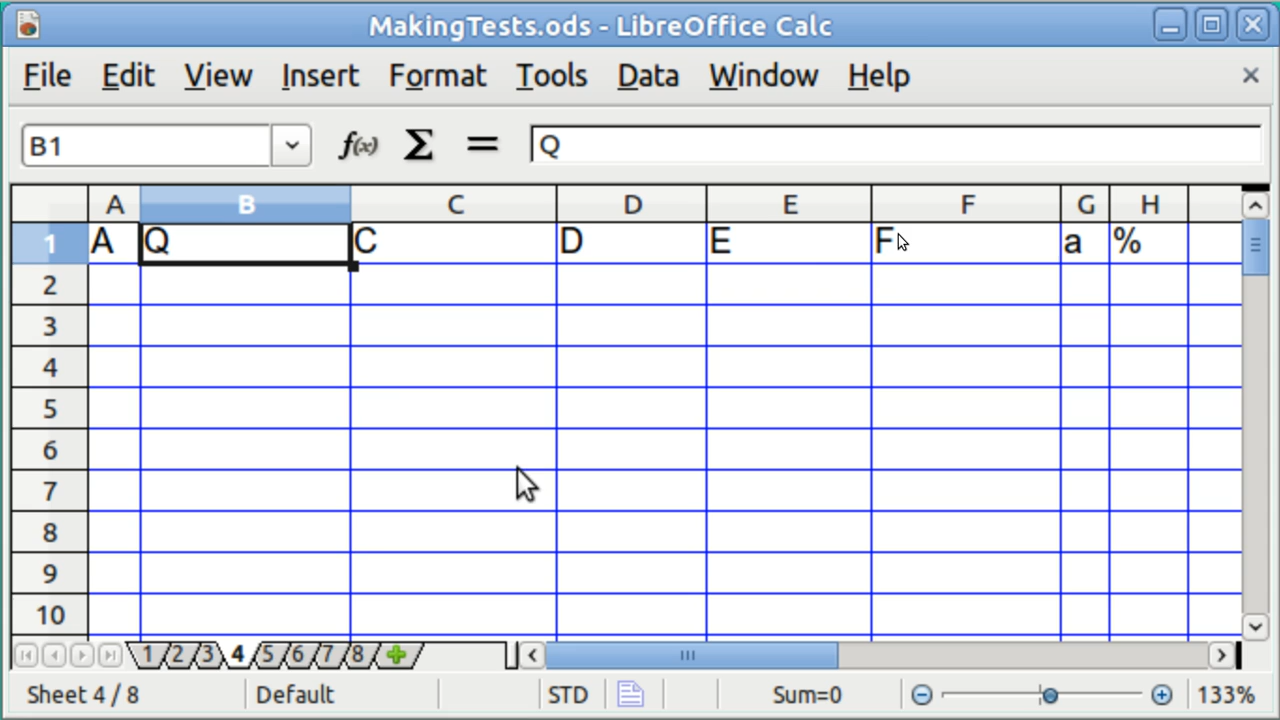 MakingTests.ods - LibreOffice Calc
File Edit View Insert Format Tools Data Window Help
B1 f(x) Σ = Q
A B C D E F G H
1 A Q C D E F a %
2
3
4
5
6
7
8
9
10
1 2 3 4 5 6 7 8
Sheet 4 / 8 Default STD Sum=0 133%